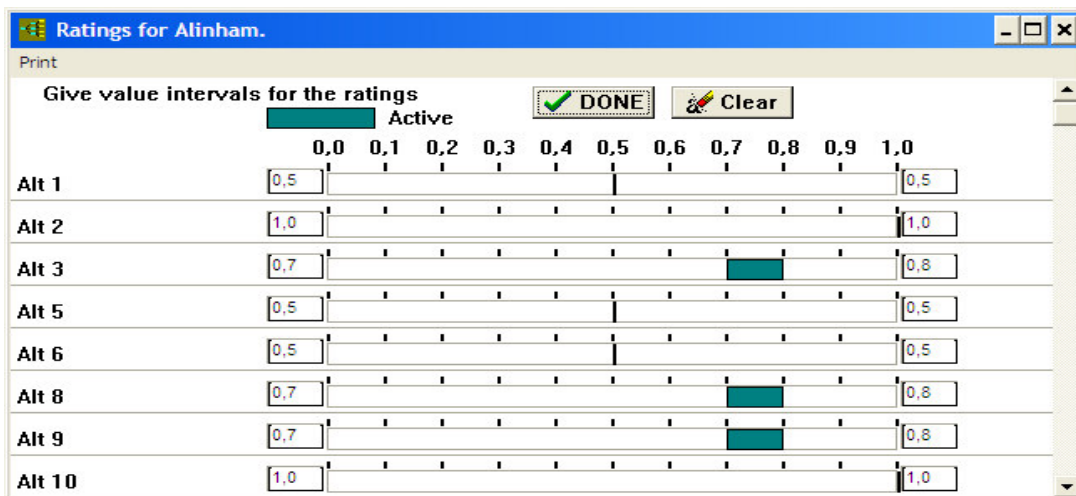 Ratings for Alinham.
Print
Give value intervals for the ratings
DONE
Clear
Active
0,0 0,1 0,2 0,3 0,4 0,5 0,6 0,7 0,8 0,9 1,0
Alt 1 0,5 0,5
Alt 2 1,0 1,0
Alt 3 0,7 0,8
Alt 5 0,5 0,5
Alt 6 0,5 0,5
Alt 8 0,7 0,8
Alt 9 0,7 0,8
Alt 10 1,0 1,0